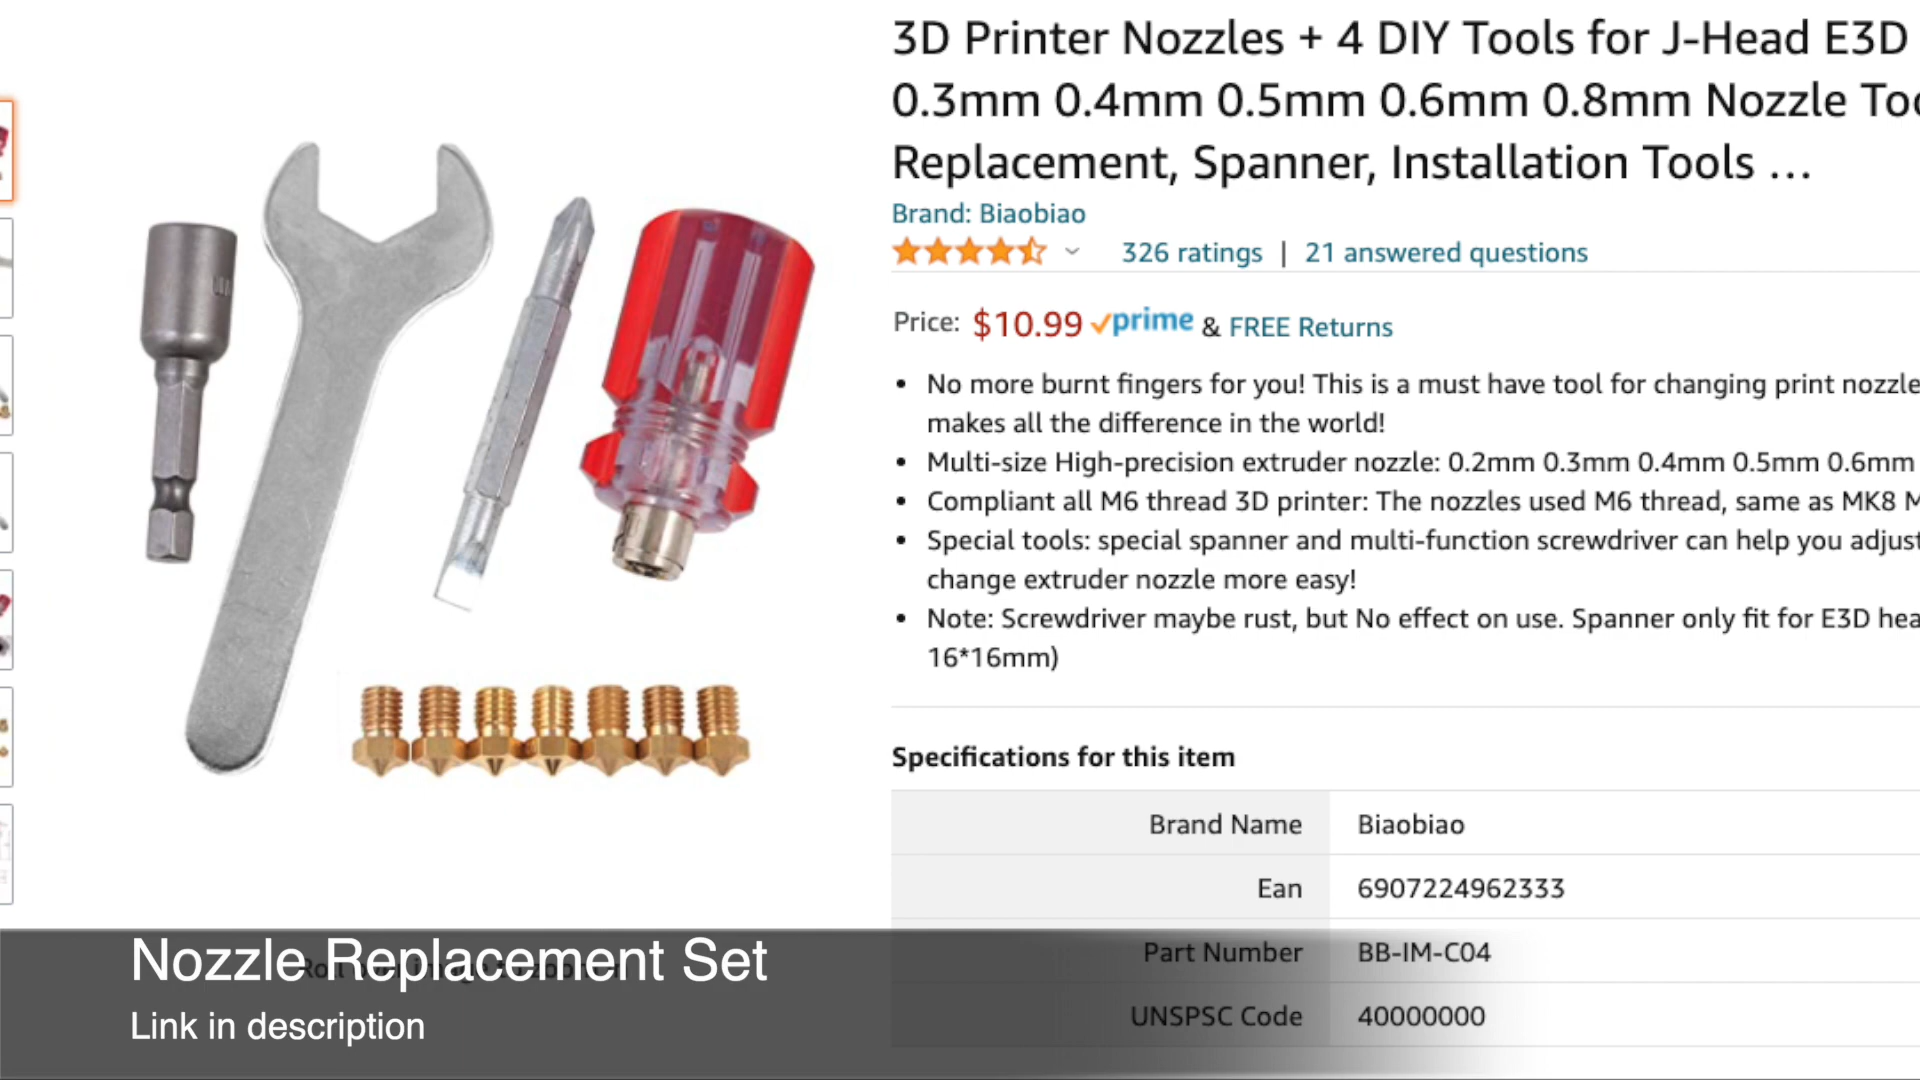 3D Printer Nozzles + 4 DIY Tools for J-Head E3D
0.3mm 0.4mm 0.5mm 0.6mm 0.8mm Nozzle
Replacement, Spanner, Installation Tools ...
Brand: Biaobiao
326 ratings | 21 answered questions
Price: $10.99 prime & FREE Returns
• No more burnt fingers for you! This is a must have tool for changing print nozzle
makes all the difference in the world!
• Multi-size High-precision extruder nozzle: 0.2mm 0.3mm 0.4mm 0.5mm 0.6mm
• Compliant all M6 thread 3D printer: The nozzles used M6 thread, same as MK8
• Special tools: special spanner and multi-function screwdriver can help you adjust
change extruder nozzle more easy!
• Note: Screwdriver maybe rust, but No effect on use. Spanner only fit for E3D
16*16mm)
Specifications for this item
Brand Name Biaobiao
Ean 6907224962333
Part Number BB-IM-C04
UNSPSC Code 40000000
Nozzle Replacement Set
Link in description